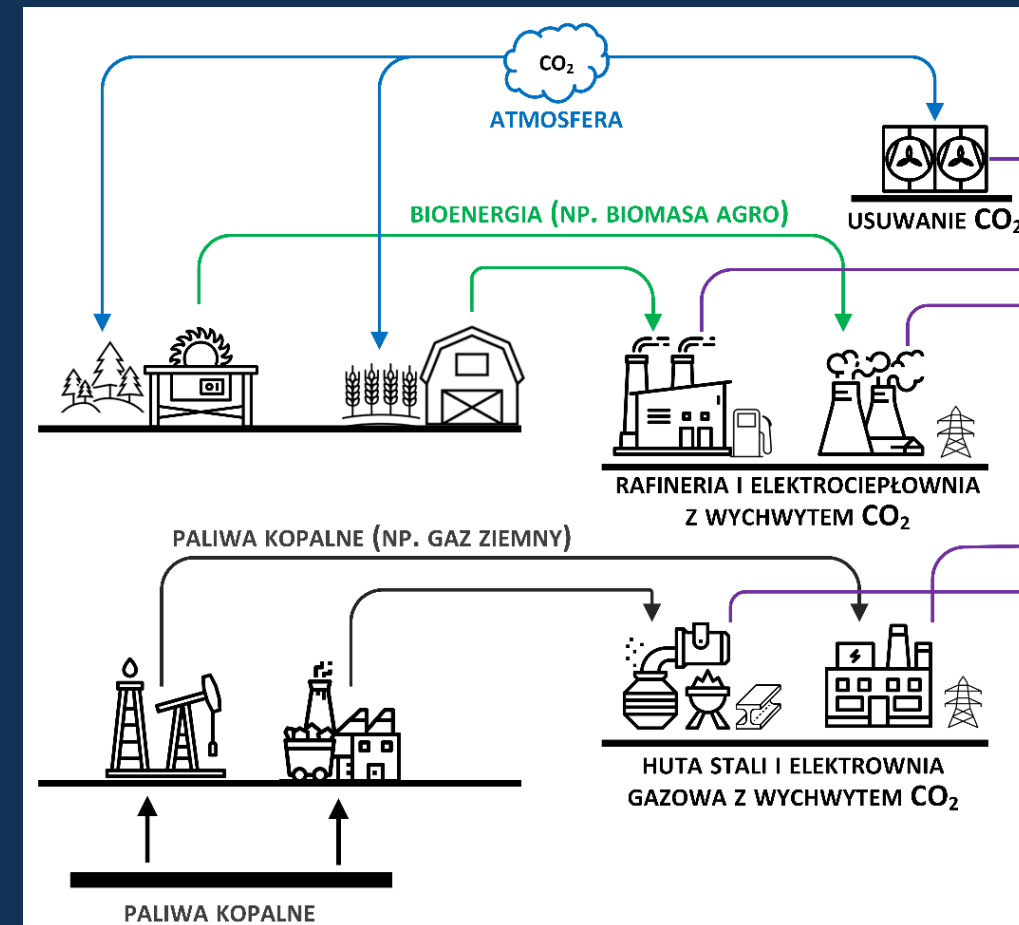 CO₂
ATMOSFERA
USUWANIE CO₂
BIOENERGIA (NP. BIOMASA AGRO)
RAFINERIA I ELEKTROCIEPŁOWNIA
Z WYCHWYTEM CO₂
PALIWA KOPALNE (NP. GAZ ZIEMNY)
HUTA STALI I ELEKTROWNIA
GAZOWA Z WYCHWYTEM CO₂
PALIWA KOPALNE